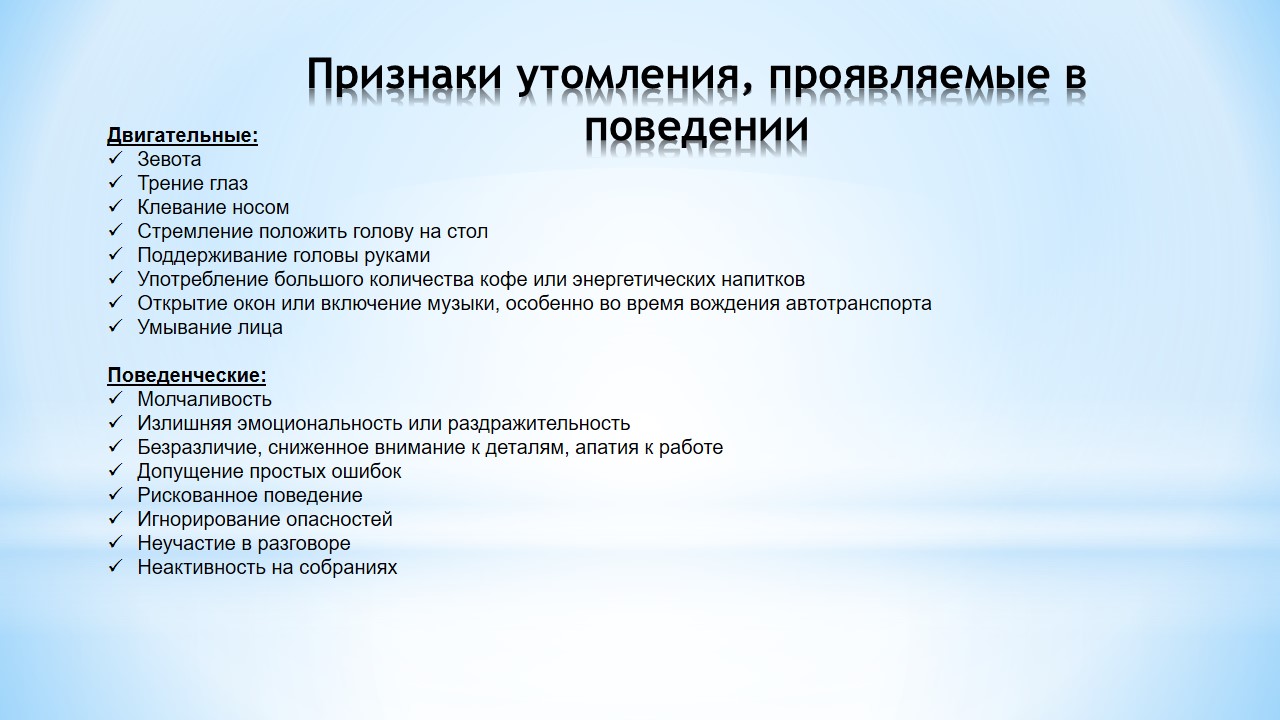 Признаки утомления, проявляемые в
поведении
Двигательные:
✓ Зевота
✓ Трение глаз
✓ Клевание носом
✓ Стремление положить голову на стол
✓ Поддерживание головы руками
✓ Употребление большого количества кофе или энергетических напитков
✓ Открытие окон или включение музыки, особенно во время вождения автотранспорта
✓ Умывание лица
Поведенческие:
✓ Молчаливость
✓ Излишняя эмоциональность или раздражительность
✓ Безразличие, сниженное внимание к деталям, апатия к работе
✓ Допущение простых ошибок
✓ Рискованное поведение
✓ Игнорирование опасностей
✓ Неучастие в разговоре
✓ Неактивность на собраниях